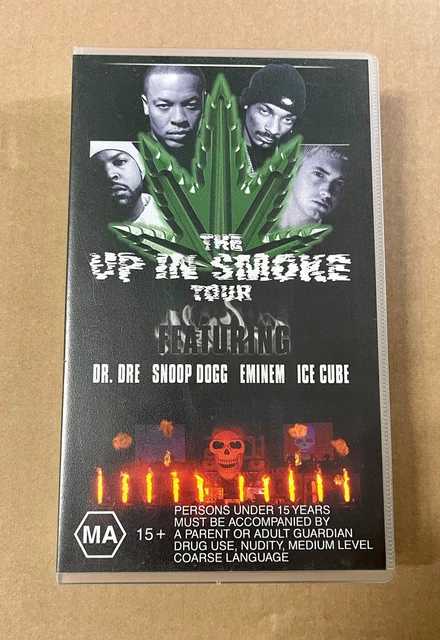 THE
UP IN SMOKE
TOUR
FEATURING
DR. DRE SNOOP DOGG EMINEM ICE CUBE
MA 15+
PERSONS UNDER 15 YEARS
MUST BE ACCOMPANIED BY
A PARENT OR ADULT GUARDIAN
DRUG USE, NUDITY, MEDIUM LEVEL
COARSE LANGUAGE